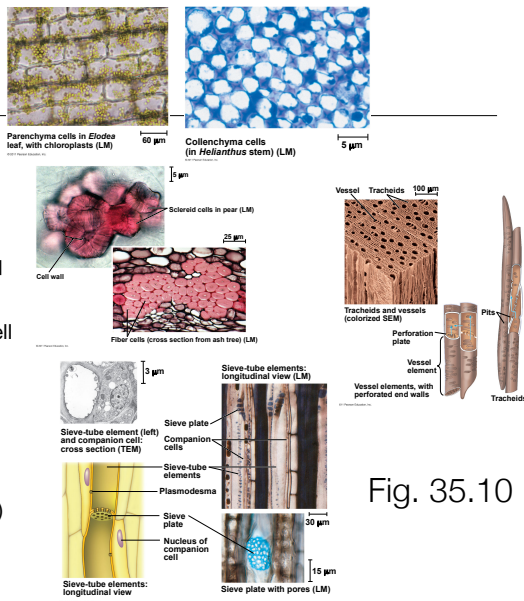 Parenchyma cells in Elodea
leaf, with chloroplasts (LM)
60 μm
Collenchyma cells
(in Helianthus stem) (LM)
5 μm
5 μm
Sclereid cells in pear (LM)
Cell wall
25 μm
Fiber cells (cross section from ash tree) (LM)
ell
Vessel
Tracheids
100 μm
Tracheids and vessels
(colorized SEM)
Pits
Perforation
plate
Vessel
element
Vessel elements, with
perforated end walls
Tracheids
3 μm
Sieve-tube element (left)
and companion cell:
cross section (TEM)
Sieve-tube elements:
longitudinal view (LM)
Sieve plate
Companion
cells
Sieve-tube
elements
Plasmodesma
Sieve
plate
Nucleus of
companion
cell
30 μm
15 μm
Sieve-tube elements:
longitudinal view
Sieve plate with pores (LM)
)
Fig. 35.10